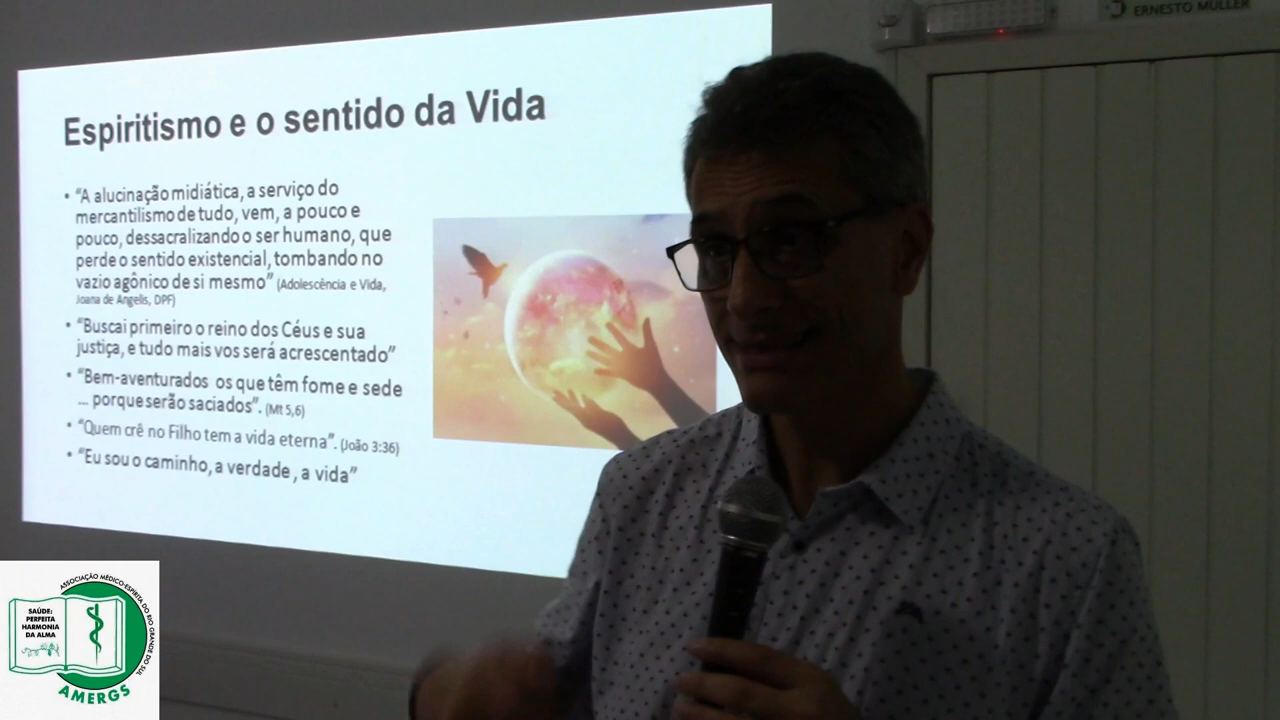 ERNESTO MÜLLER
Espiritismo e o sentido da Vida
• “A alucinação midiática, a serviço do
mercantilismo de tudo, vem, a pouco e
pouco, dessacralizando o ser humano, que
perde o sentido existencial, tombando no
vazio agônico de si mesmo” (Adolescência e Vida,
Joana de Angelis, DPF)
• “Buscai primeiro o reino dos Céus e sua
justiça, e tudo mais vos será acrescentado”
• “Bem-aventurados os que têm fome e sede
... porque serão saciados”. (Mt 5,6)
• “Quem crê no Filho tem a vida eterna”. (João 3:36)
• “Eu sou o caminho, a verdade , a vida”
ASSOCIAÇÃO MÉDICO-ESPÍRITA DO RIO GRANDE DO SUL
SAÚDE:
PERFEITA
HARMONIA
DA ALMA
AMERGS